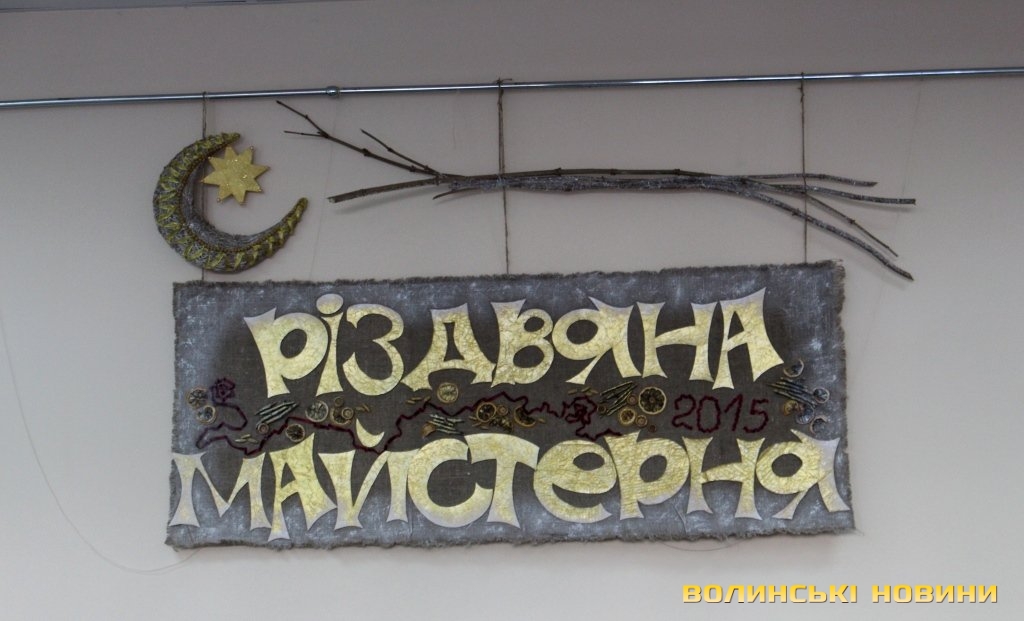 РІЗДВЯНА
2015
МАЙСТЕРНЯ
ВОЛИНСЬКІ НОВИНИ